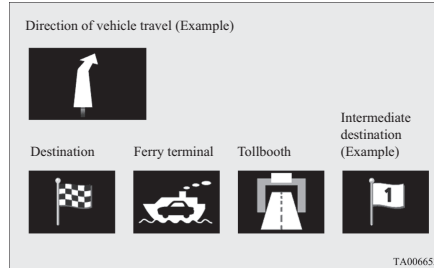 Direction of vehicle travel (Example)
Intermediate
destination
(Example)
Destination
Ferry terminal
Tollbooth
1
TA00665